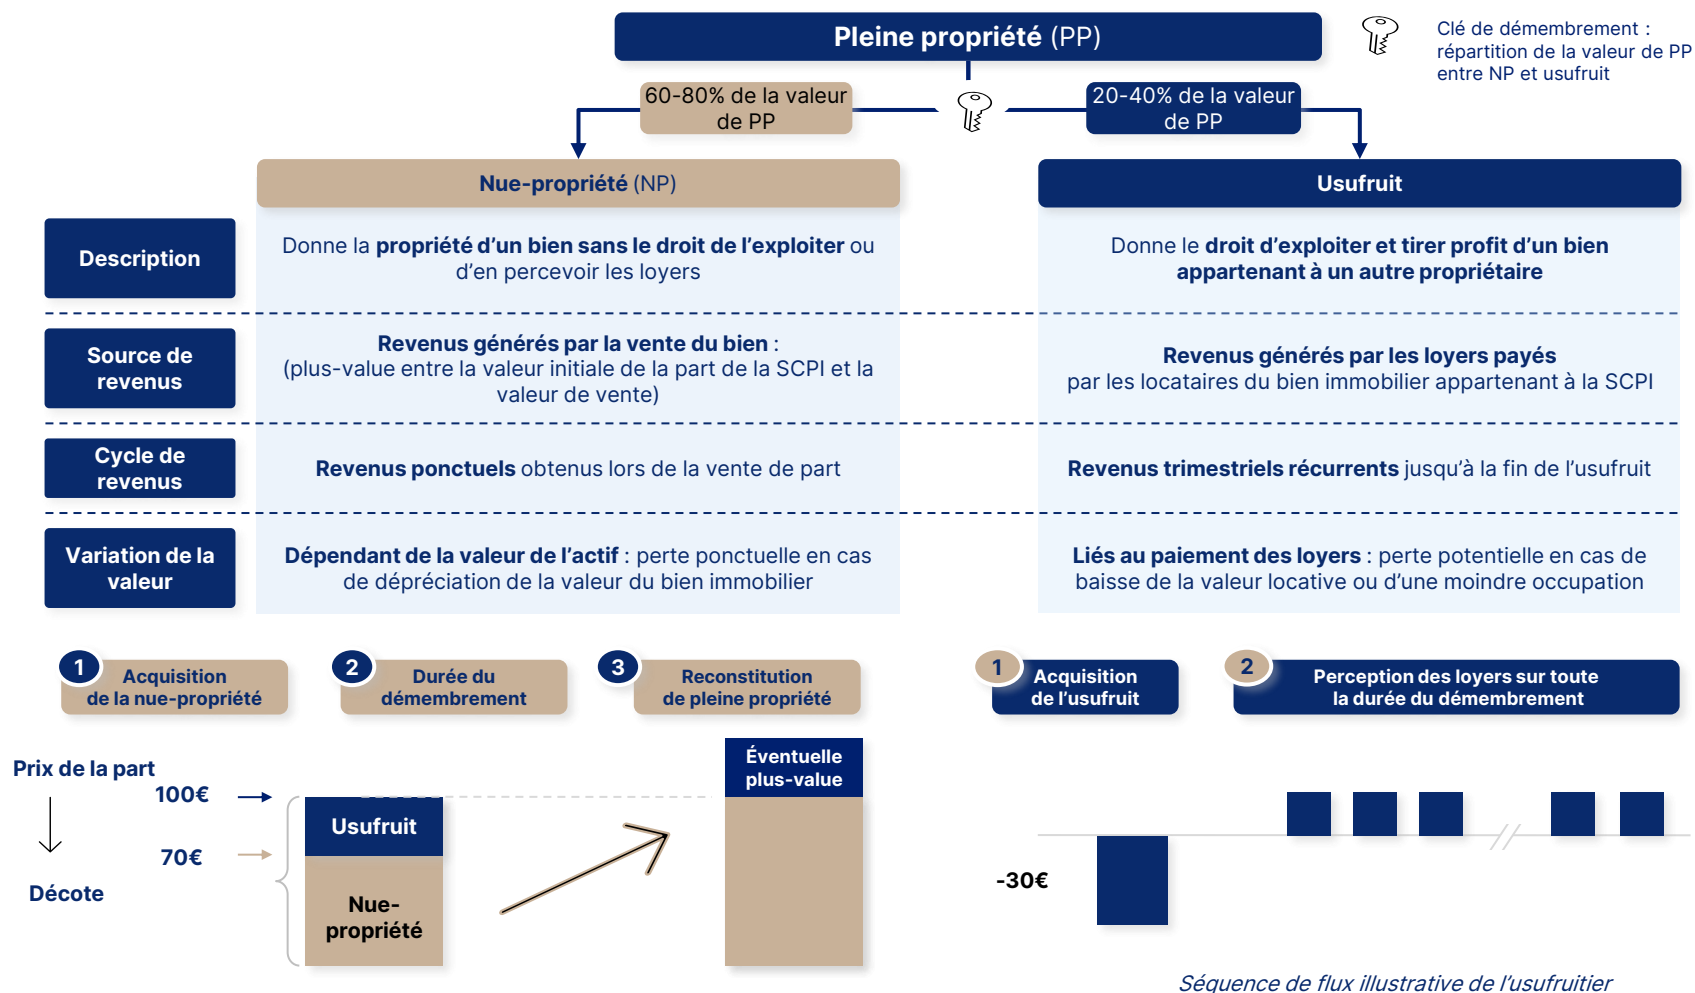 Pleine propriété (PP)
Clé de démembrement :
répartition de la valeur de PP
entre NP et usufruit
60-80% de la valeur
de PP
20-40% de la valeur
de PP
Nue-propriété (NP)
Usufruit
Description
Donne la propriété d’un bien sans le droit de l’exploiter ou
d’en percevoir les loyers
Donne le droit d’exploiter et tirer profit d’un bien
appartenant à un autre propriétaire
Source de
revenus
Revenus générés par la vente du bien :
(plus-value entre la valeur initiale de la part de la SCPI et la
valeur de vente)
Revenus générés par les loyers payés
par les locataires du bien immobilier appartenant à la SCPI
Cycle de
revenus
Revenus ponctuels obtenus lors de la vente de part
Revenus trimestriels récurrents jusqu’à la fin de l’usufruit
Variation de la
valeur
Dépendant de la valeur de l’actif : perte ponctuelle en cas
de dépréciation de la valeur du bien immobilier
Liés au paiement des loyers : perte potentielle en cas de
baisse de la valeur locative ou d’une moindre occupation
1
Acquisition
de la nue-propriété
2
Durée du
démembrement
3
Reconstitution
de pleine propriété
1
Acquisition
de l’usufruit
2
Perception des loyers sur toute
la durée du démembrement
Prix de la part
100€
70€
Décote
Usufruit
Nue-
propriété
Éventuelle
plus-value
-30€
Séquence de flux illustrative de l’usufruitier